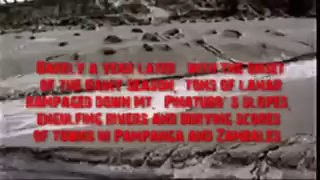 BARELY A YEAR LATER, WITH THE ONSET
OF THE RAINY SEASON, TONS OF LAHAR
RAMPAGED DOWN MT. PINATUBO'S SLOPES,
ENGULFING RIVERS AND BURYING SCORES
OF TOWNS IN PAMPANGA AND ZAMBALES.